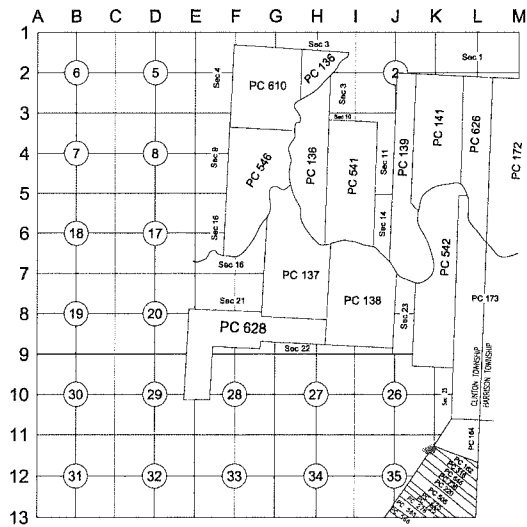 A B C D E F G H I J K L M
1
Sec 3
Sec 1
2
6
5
Sec 4
PC 136
PC 610
Sec 3
2
PC 141
PC 626
3
Sec 10
4
7
8
Sec 9
PC 546
PC 136
PC 541
Sec 11
PC 139
PC 172
5
6
18
17
Sec 16
Sec 14
PC 542
7
Sec 16
PC 137
PC 138
PC 173
8
19
20
Sec 21
PC 628
Sec 23
9
Sec 22
CLINTON TOWNSHIP
HARRISON TOWNSHIP
10
30
29
28
27
26
Sec 25
11
PC 164
12
31
32
33
34
35
PC 162
13